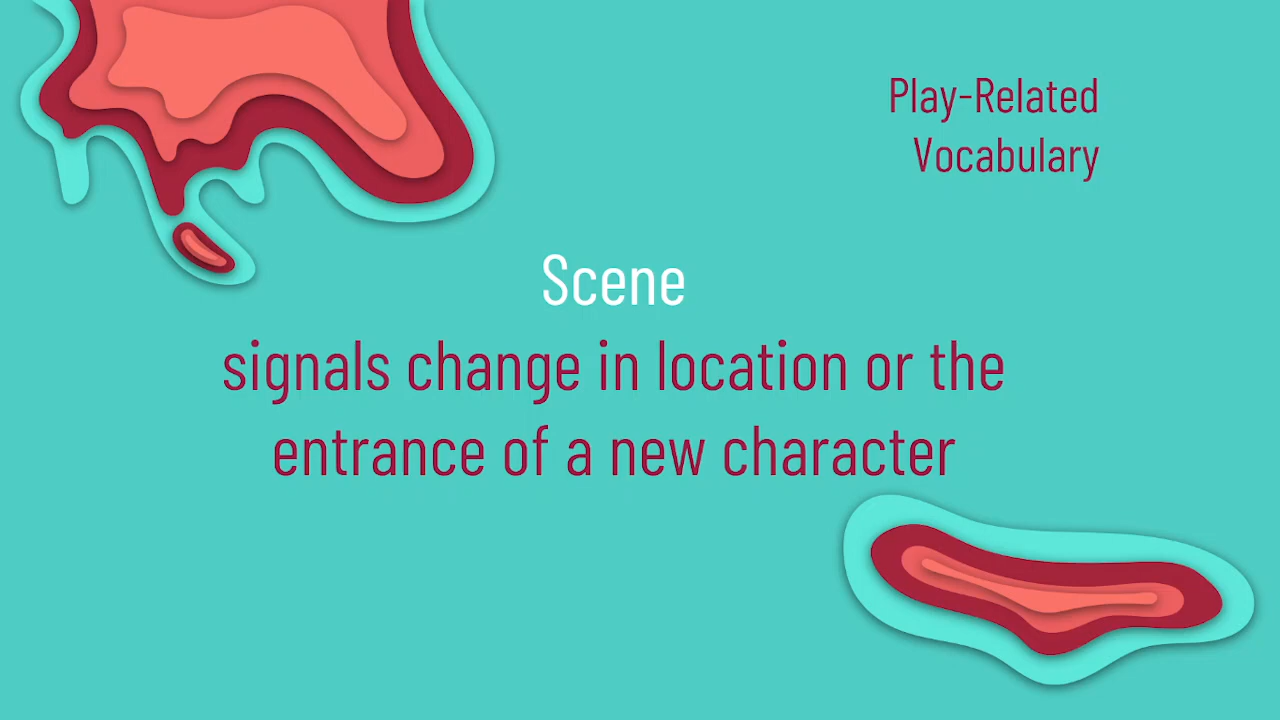 Play-Related
Vocabulary
Scene
signals change in location or the
entrance of a new character